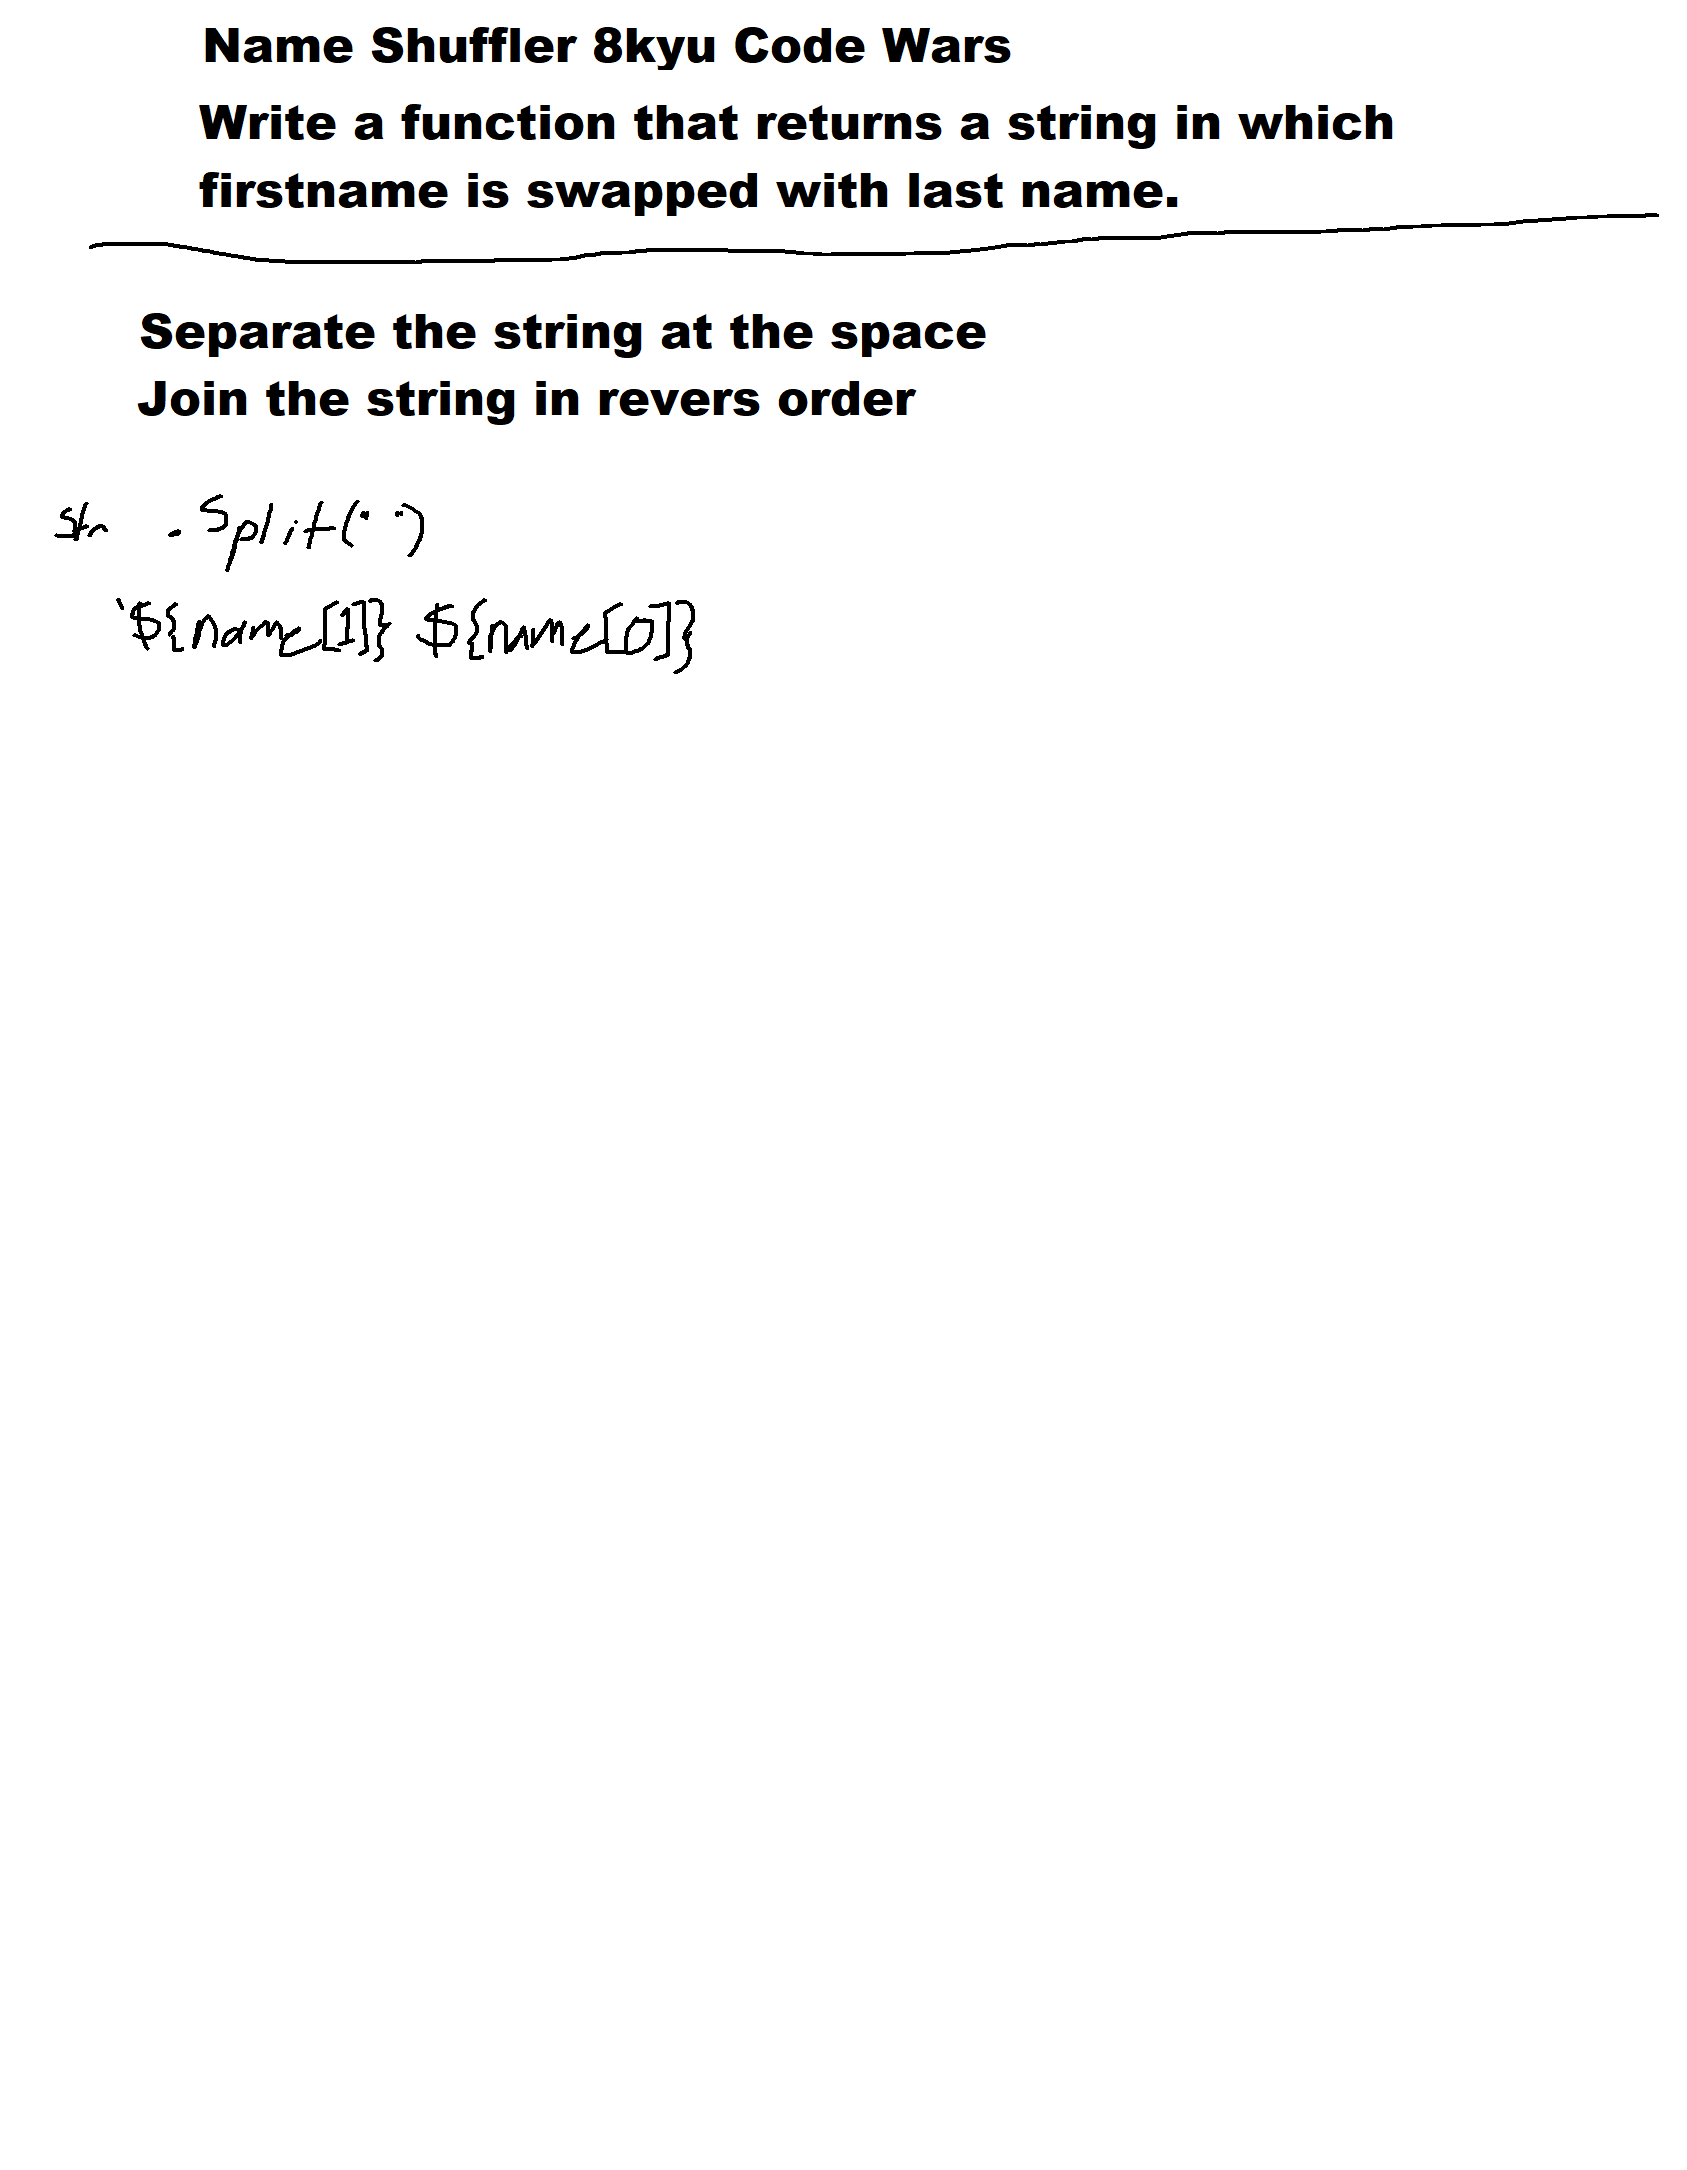 Name Shuffler 8kyu Code Wars
Write a function that returns a string in which
firstname is swapped with last name.
Separate the string at the space
Join the string in revers order
str .Split(" ")
`${name[1]} ${name[0]}